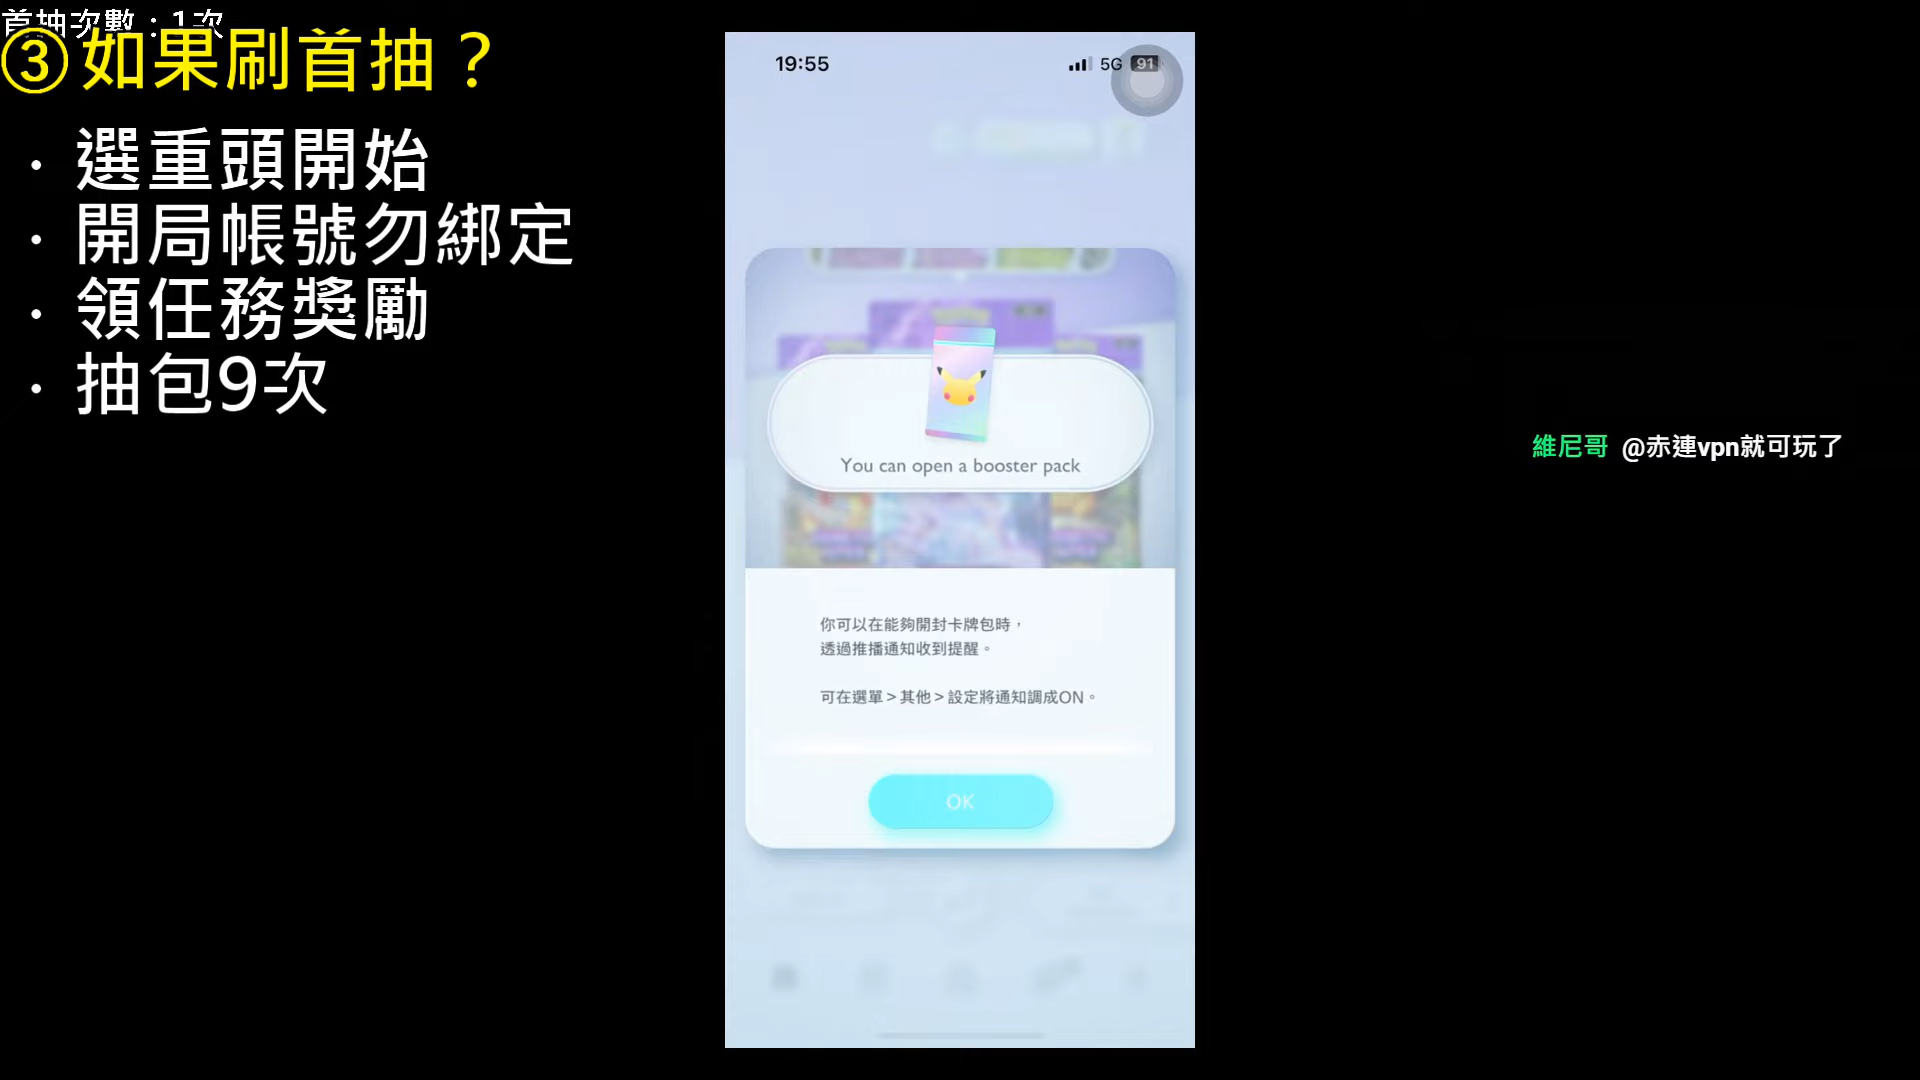 首抽次數：1次
③如果刷首抽？
· 選重頭開始
· 開局帳號勿綁定
· 領任務獎勵
· 抽包9次
19:55
5G 91
You can open a booster pack
你可以在能夠開封卡牌包時，
透過推播通知收到提醒。
可在選單>其他>設定將通知調成ON。
OK
維尼哥 @赤連vpn就可玩了